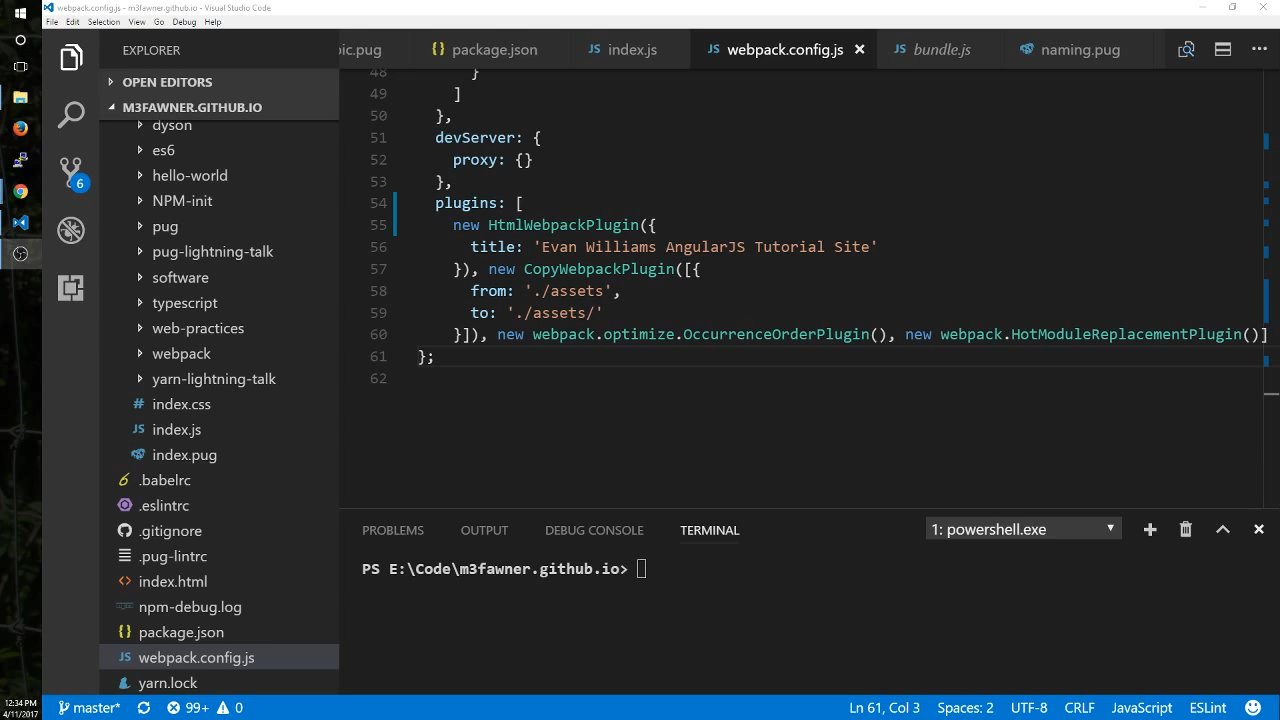 webpack.config.js - m3fawner.github.io - Visual Studio Code
File Edit Selection View Go Debug Help
EXPLORER
pic.pug
package.json
index.js
webpack.config.js
bundle.js
naming.pug
OPEN EDITORS
M3FAWNER.GITHUB.IO
dyson
es6
hello-world
NPM-init
pug
pug-lightning-talk
software
typescript
web-practices
webpack
yarn-lightning-talk
index.css
index.js
index.pug
.babelrc
.eslintrc
.gitignore
.pug-lintrc
index.html
npm-debug.log
package.json
webpack.config.js
yarn.lock
6
48 }
49 ]
50 },
51 devServer: {
52 proxy: {}
53 },
54 plugins: [
55 new HtmlWebpackPlugin({
56 title: 'Evan Williams AngularJS Tutorial Site'
57 }), new CopyWebpackPlugin([{
58 from: './assets',
59 to: './assets/'
60 }]), new webpack.optimize.OccurrenceOrderPlugin(), new webpack.HotModuleReplacementPlugin()]
61 };
62
PROBLEMS OUTPUT DEBUG CONSOLE TERMINAL 1: powershell.exe
PS E:\Code\m3fawner.github.io>
12:34 PM
4/11/2017
master* 99+ 0 Ln 61, Col 3 Spaces: 2 UTF-8 CRLF JavaScript ESLint